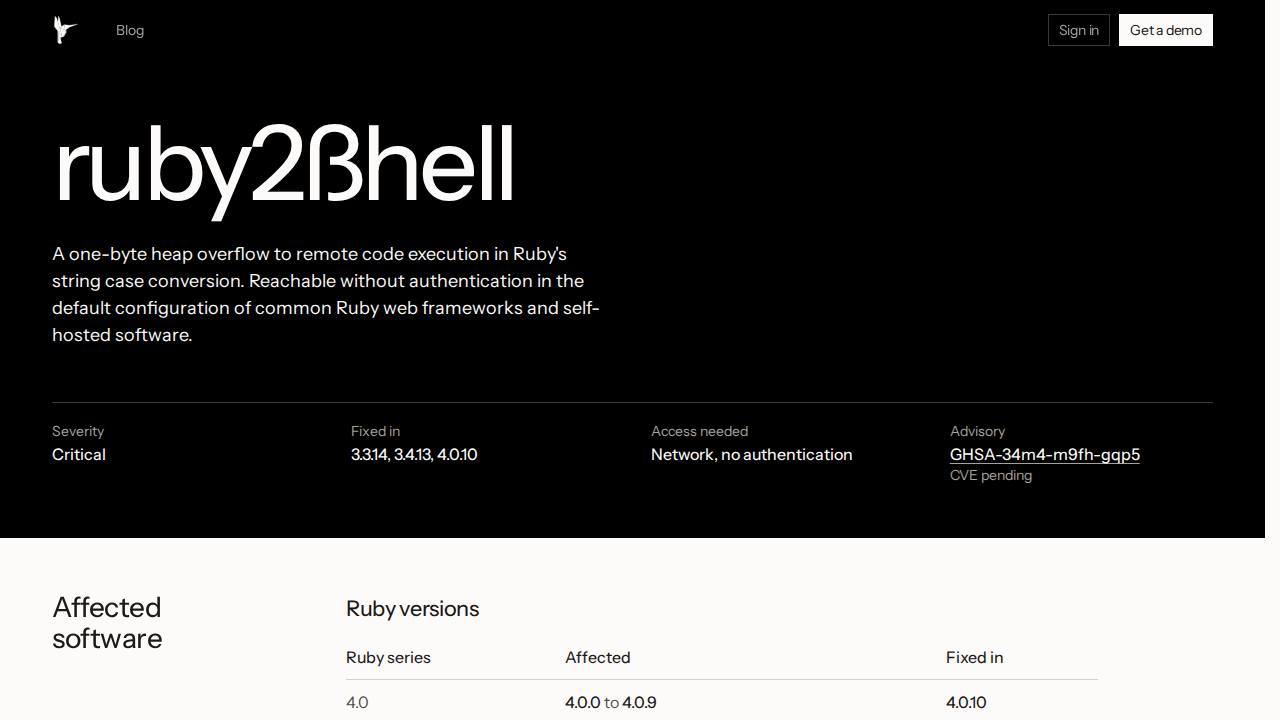 Blog
Sign in
Get a demo
ruby2ßhell
A one-byte heap overflow to remote code execution in Ruby's
string case conversion. Reachable without authentication in the
default configuration of common Ruby web frameworks and self-
hosted software.
Severity
Critical
Fixed in
3.3.14, 3.4.13, 4.0.10
Access needed
Network, no authentication
Advisory
GHSA-34m4-m9fh-gqp5
CVE pending
Affected
software
Ruby versions
Ruby series Affected Fixed in
4.0 4.0.0 to 4.0.9 4.0.10